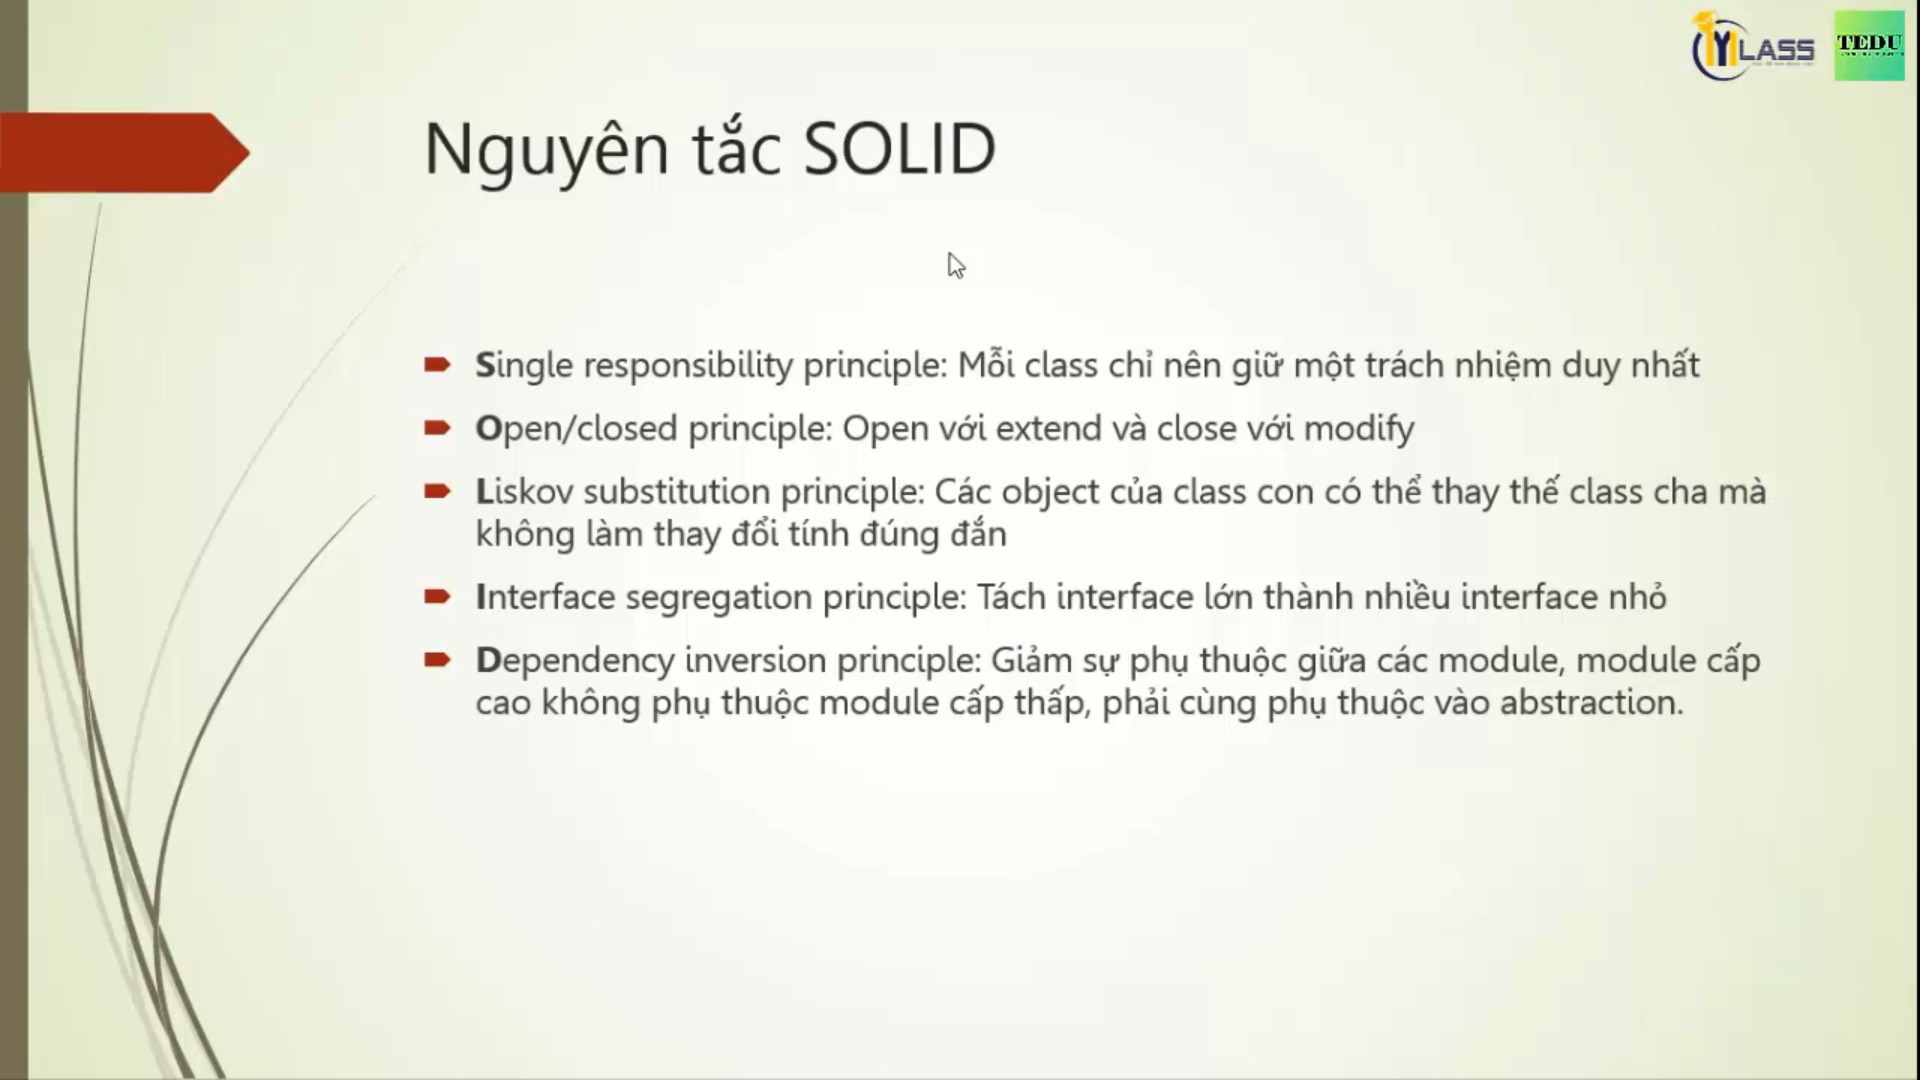 MYLASS
TEDU
Nguyên tắc SOLID
Single responsibility principle: Mỗi class chỉ nên giữ một trách nhiệm duy nhất
Open/closed principle: Open với extend và close với modify
Liskov substitution principle: Các object của class con có thể thay thế class cha mà
không làm thay đổi tính đúng đắn
Interface segregation principle: Tách interface lớn thành nhiều interface nhỏ
Dependency inversion principle: Giảm sự phụ thuộc giữa các module, module cấp
cao không phụ thuộc module cấp thấp, phải cùng phụ thuộc vào abstraction.